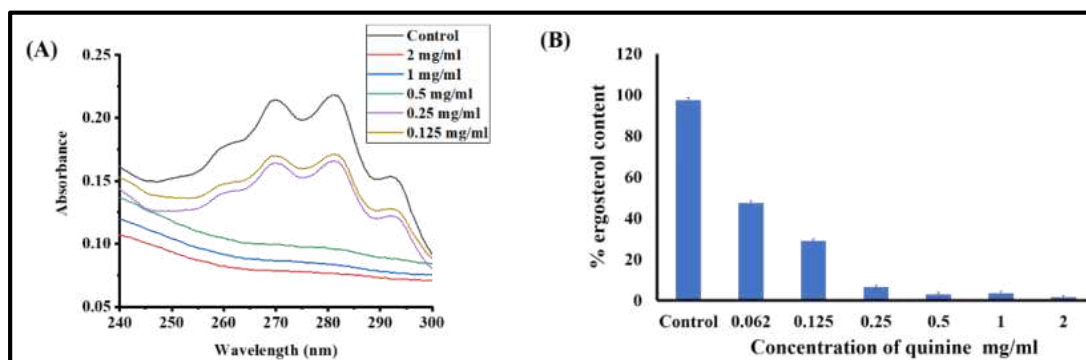 (A)
Control
2 mg/ml
1 mg/ml
0.5 mg/ml
0.25 mg/ml
0.125 mg/ml
0.25
0.20
0.15
0.10
0.05
Absorbance
240 250 260 270 280 290 300
Wavelength (nm)
(B)
120
100
80
60
40
20
0
% ergosterol content
Control 0.062 0.125 0.25 0.5 1 2
Concentration of quinine mg/ml